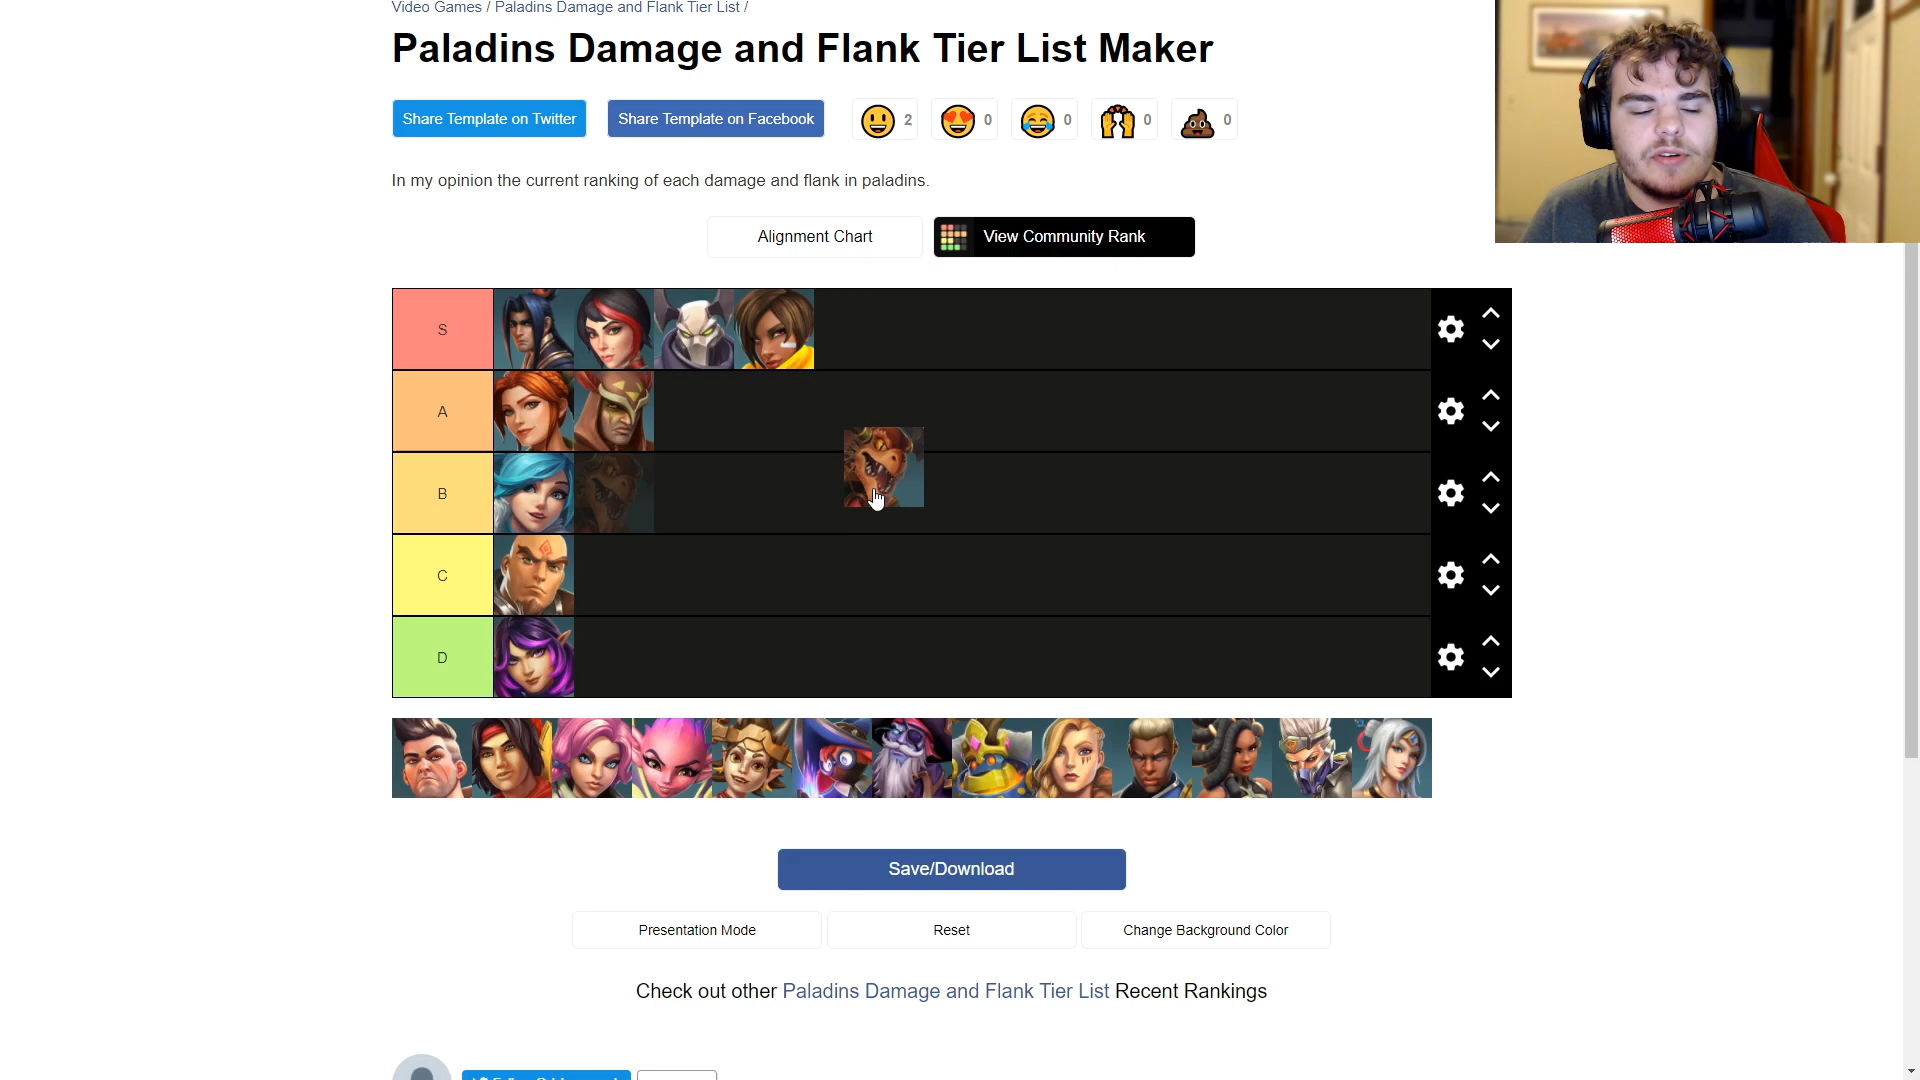 Video Games / Paladins Damage and Flank Tier List /
Paladins Damage and Flank Tier List Maker
Share Template on Twitter
Share Template on Facebook
2
0
0
0
0
In my opinion the current ranking of each damage and flank in paladins.
Alignment Chart
View Community Rank
S
A
B
C
D
Save/Download
Presentation Mode
Reset
Change Background Color
Check out other Paladins Damage and Flank Tier List Recent Rankings